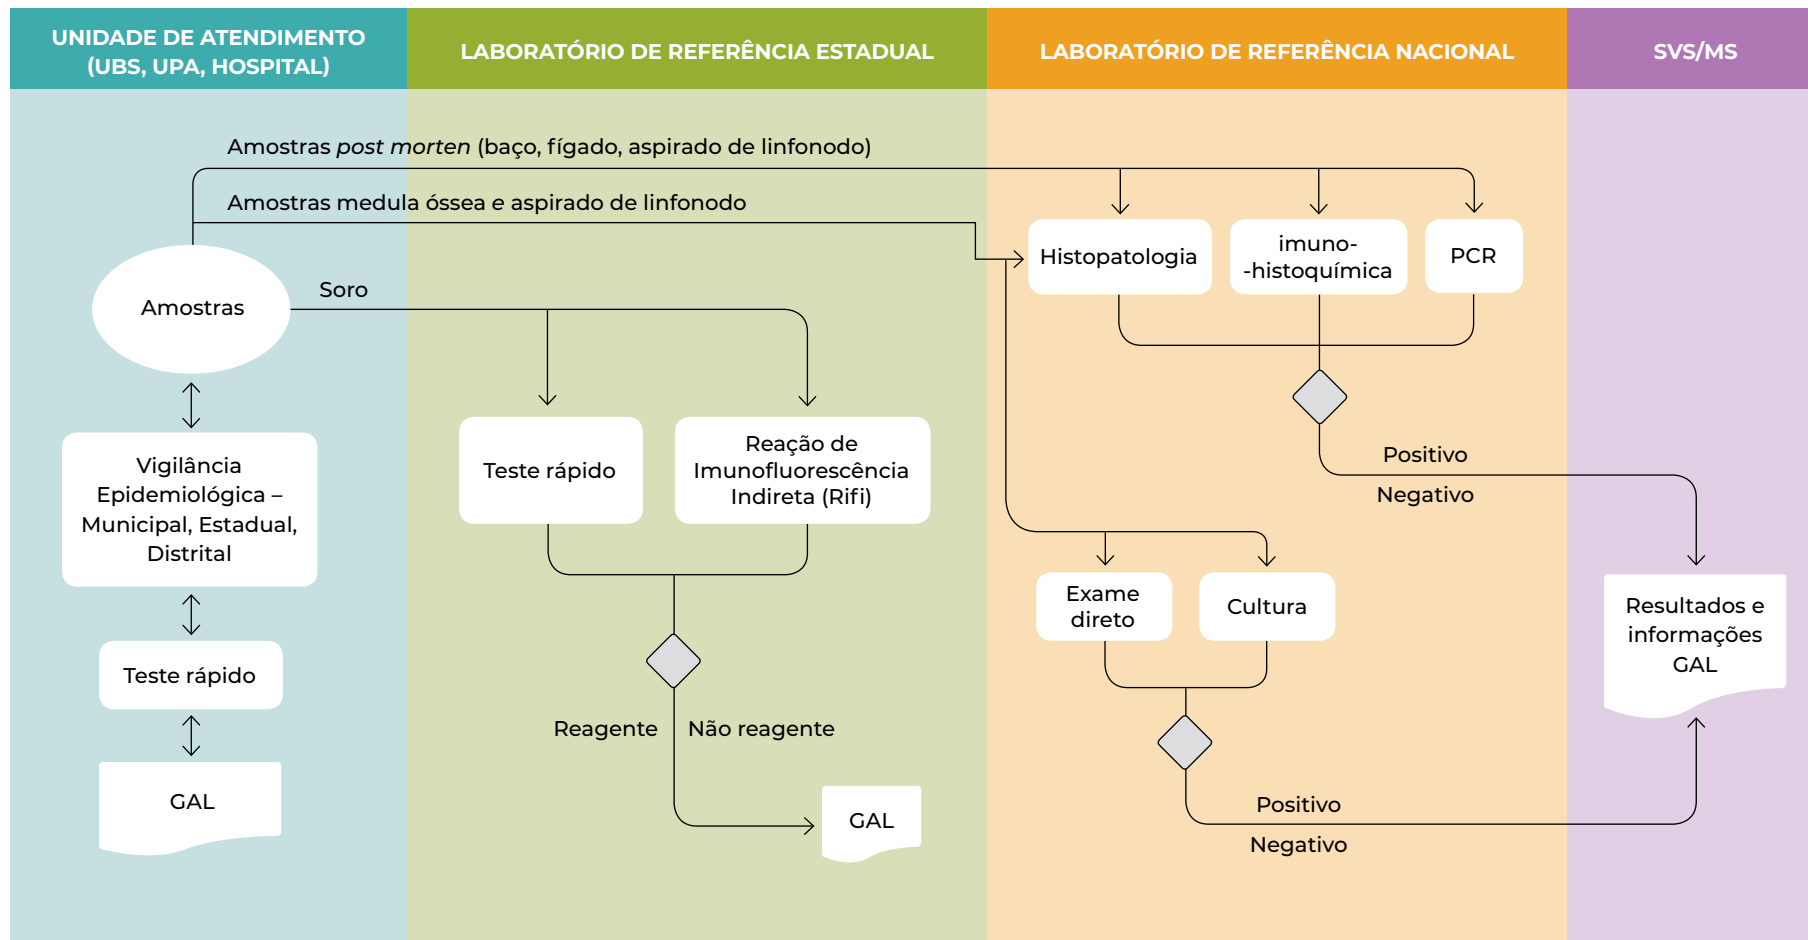 UNIDADE DE ATENDIMENTO
(UBS, UPA, HOSPITAL)
LABORATÓRIO DE REFERÊNCIA ESTADUAL
LABORATÓRIO DE REFERÊNCIA NACIONAL
SVS/MS
Amostras post morten (baço, fígado, aspirado de linfonodo)
Amostras medula óssea e aspirado de linfonodo
Amostras
Soro
Vigilância
Epidemiológica –
Municipal, Estadual,
Distrital
Teste rápido
GAL
Teste rápido
Reação de
Imunofluorescência
Indireta (Rifi)
Reagente
Não reagente
GAL
Histopatologia
imuno-
-histoquímica
PCR
Positivo
Negativo
Exame
direto
Cultura
Positivo
Negativo
Resultados e
informações
GAL